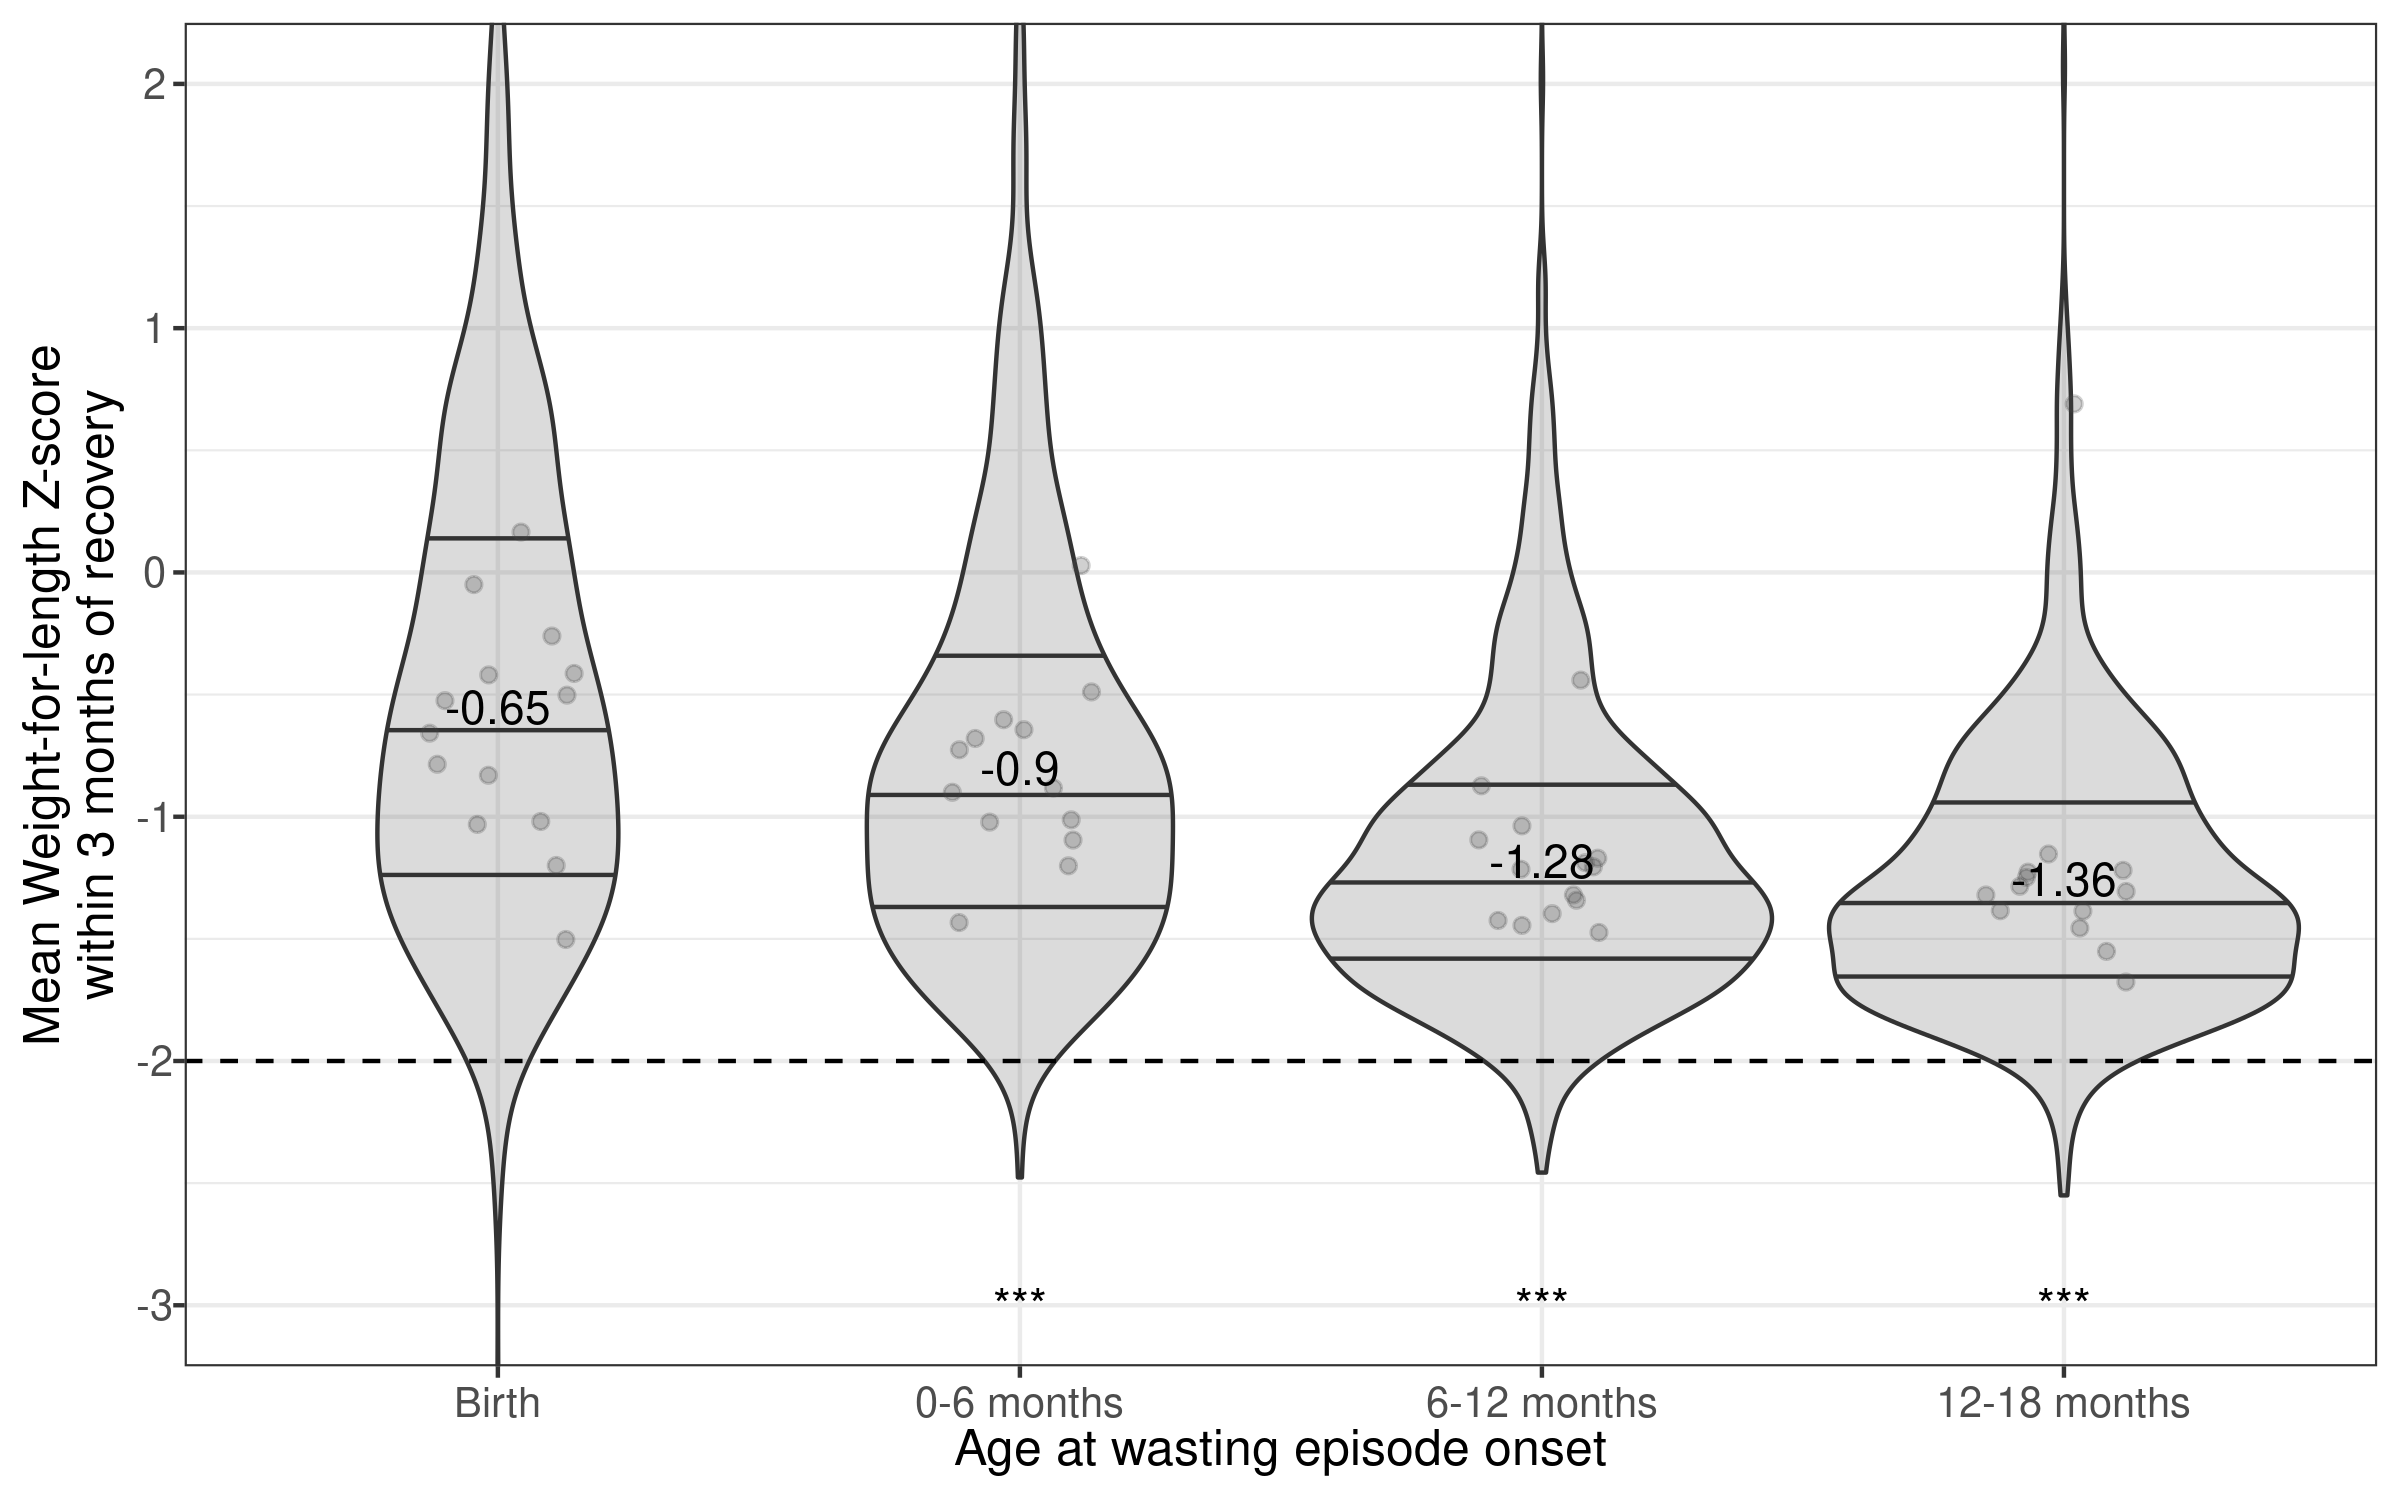 Mean Weight-for-length Z-score
within 3 months of recovery
2
1
0
-1
-2
-3
-0.65
-0.9
-1.28
-1.36
*** *** ***
Birth 0-6 months 6-12 months 12-18 months
Age at wasting episode onset